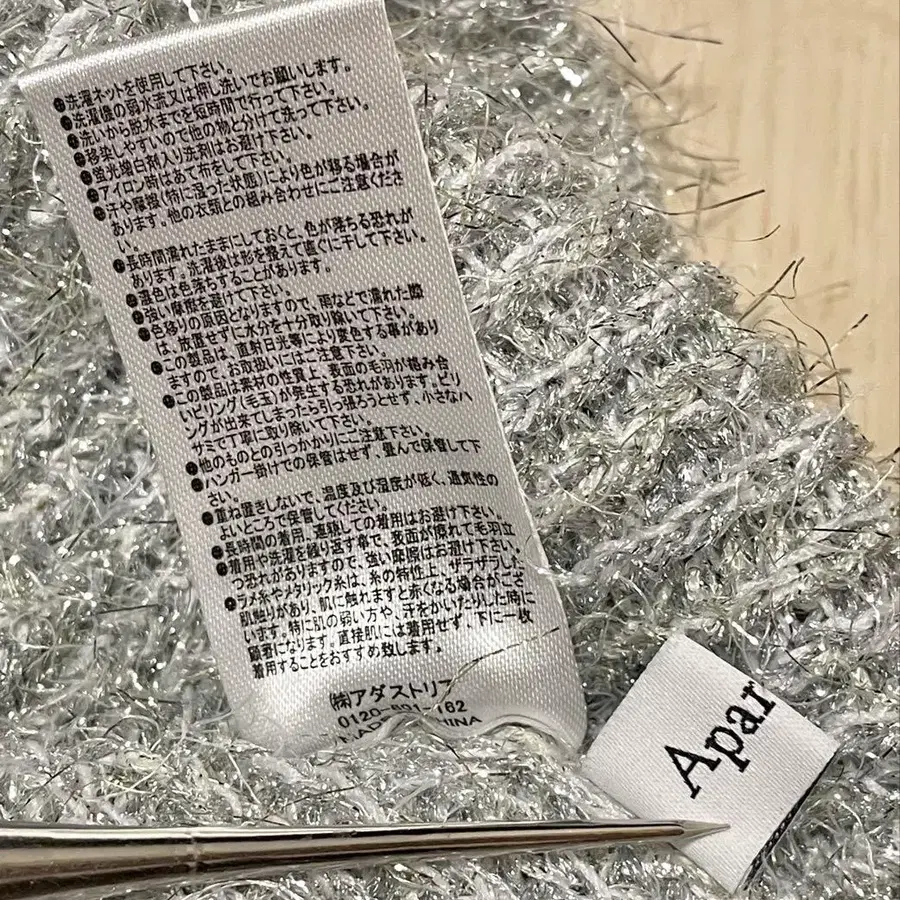 ●洗濯ネットを使用して下さい。
●洗濯機の弱水流又は押し洗いでお願いします。
●洗いから脱水までを短時間で行って下さい。
●移染しやすいので他の物と分けて洗って下さい。
●蛍光増白剤入り洗剤はお避け下さい。
●アイロン時はあて布をして下さい。
●汗や摩擦(特に湿った状態)により色が移る場合が
あります。他の衣類との組み合わせにご注意くださ
い。
●長時間濡れたままにしておくと、色が落ちる恐れが
あります。洗濯後は形を整えて直ぐに干して下さい。
●濃色は色落ちすることがあります。
●強い摩擦を避けて下さい。
●色移りの原因となりますので、雨などで濡れた際
は、放置せずに水分を十分取り除いて下さい。
●この製品は、直射日光等により変色する事があり
ますので、お取扱いにはご注意下さい。
●この製品は素材の性質上、表面の毛羽が絡み合
いピリング(毛玉)が発生する恐れがあります。ピリ
ングが出来てしまったら引っ張ろうとせず、小さなハ
サミで丁寧に取り除いて下さい。
●他のものとの引っかかりにご注意下さい。
●ハンガー掛けでの保管はせず、畳んで保管して下
さい。
●重ね置きしないで、温度及び湿度が低く、通気性の
よいところで保管してください。
●長時間の着用、連続しての着用はお避け下さい。
●着用や洗濯を繰り返す事で、表面が擦れて毛羽立
つ恐れがありますので、強い摩擦はお避け下さい。
●ラメ糸やメタリック糸は、糸の特性上、ザラザラした
肌触りがあり、肌に触れますと赤くなる場合がござ
います。特に肌の弱い方や、汗をかいたりした時に
顕著になります。直接肌には着用せず、下に一枚
着用することをおすすめ致します。
㈱アダストリア
0120-601-162
MADE CHINA
Apar